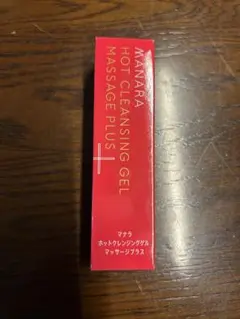 MANARA
HOT CLEANSING GEL
MASSAGE PLUS
マナラ
ホットクレンジングゲル
マッサージプラス